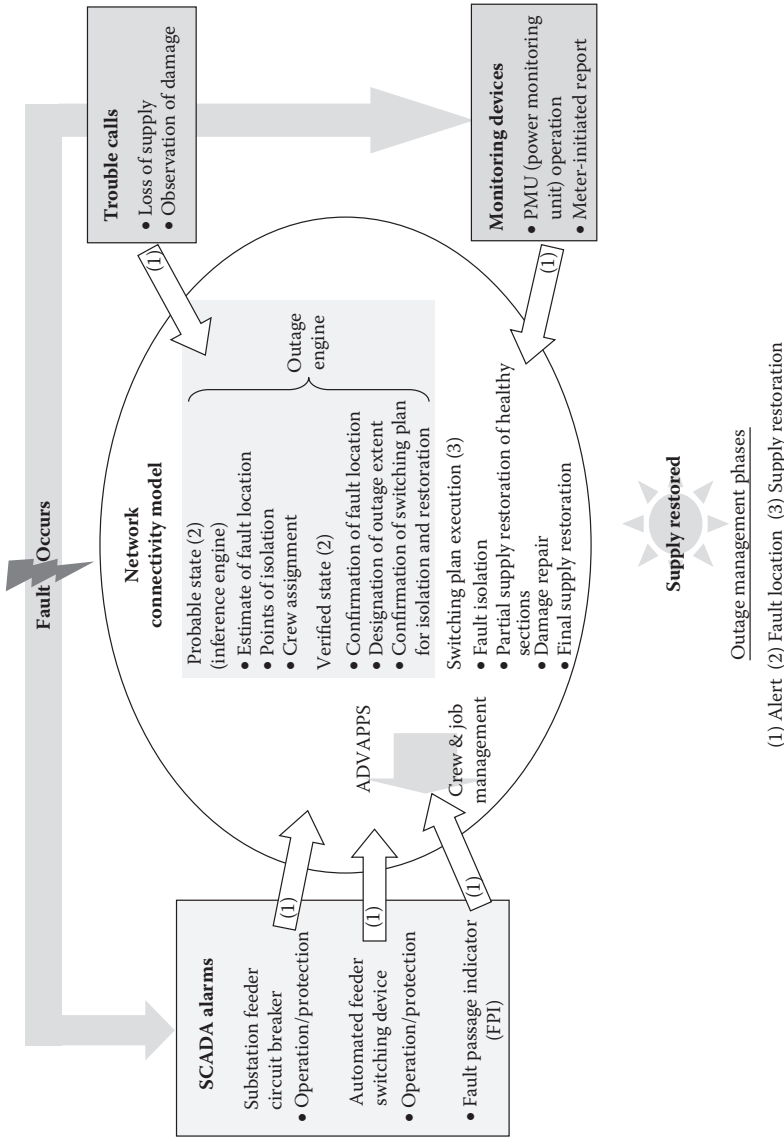 Fault Occurs
SCADA alarms
Substation feeder
circuit breaker
• Operation/protection
Automated feeder
switching device
• Operation/protection
• Fault passage indicator
(FPI)
(1)
(1)
(1)
Network
connectivity model
Probable state (2)
(inference engine)
• Estimate of fault location
• Points of isolation
• Crew assignment
Verified state (2)
• Confirmation of fault location
• Designation of outage extent
• Confirmation of switching plan
for isolation and restoration
Outage
engine
ADVAPPS
Crew & job
management
Switching plan execution (3)
• Fault isolation
• Partial supply restoration of healthy
sections
• Damage repair
• Final supply restoration
Trouble calls
• Loss of supply
• Observation of damage
(1)
Monitoring devices
• PMU (power monitoring
unit) operation
• Meter-initiated report
(1)
Supply restored
Outage management phases
(1) Alert (2) Fault location (3) Supply restoration